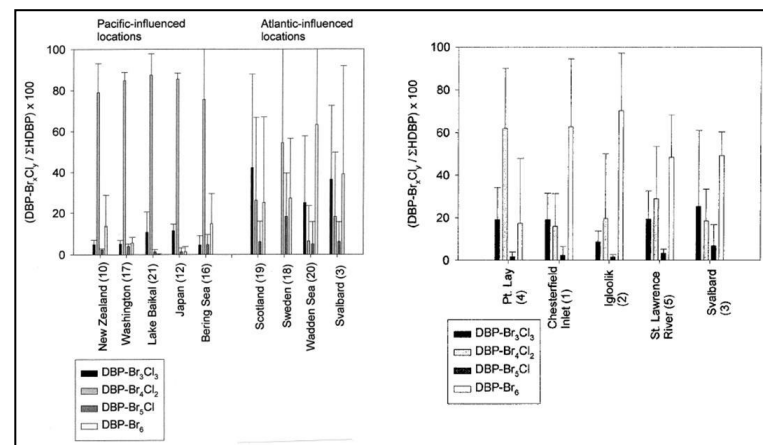 Pacific-influenced
locations
Atlantic-influenced
locations
(DBP-BrxCly / ΣHDBP) x 100
100
80
60
40
20
0
New Zealand (10)
Washington (17)
Lake Baikal (21)
Japan (12)
Bering Sea (16)
Scotland (19)
Sweden (18)
Wadden Sea (20)
Svalbard (3)
DBP-Br3Cl3
DBP-Br4Cl2
DBP-Br5Cl
DBP-Br6
(DBP-BrxCly / ΣHDBP) x 100
100
80
60
40
20
0
Pt. Lay
(4)
Chesterfield
Inlet (1)
Igloolik
(2)
St. Lawrence
River (5)
Svalbard
(3)
DBP-Br3Cl3
DBP-Br4Cl2
DBP-Br5Cl
DBP-Br6